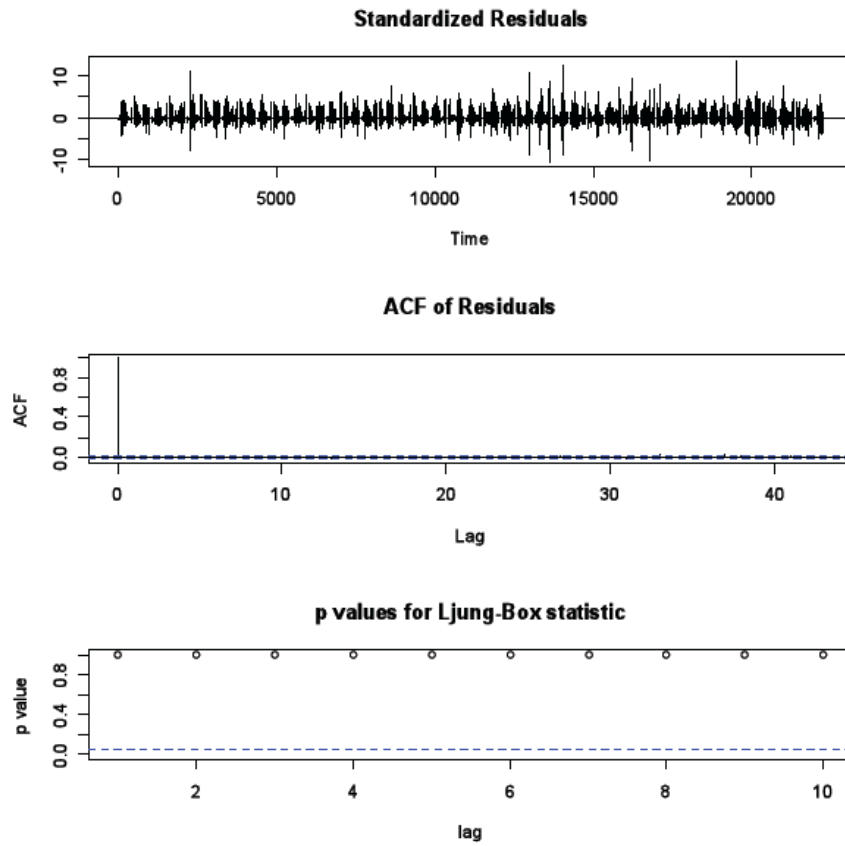 Standardized Residuals
10
0
-10
0 5000 10000 15000 20000
Time
ACF of Residuals
ACF
0.8
0.4
0.0
0 10 20 30 40
Lag
p values for Ljung-Box statistic
p value
0.8
0.4
0.0
2 4 6 8 10
lag